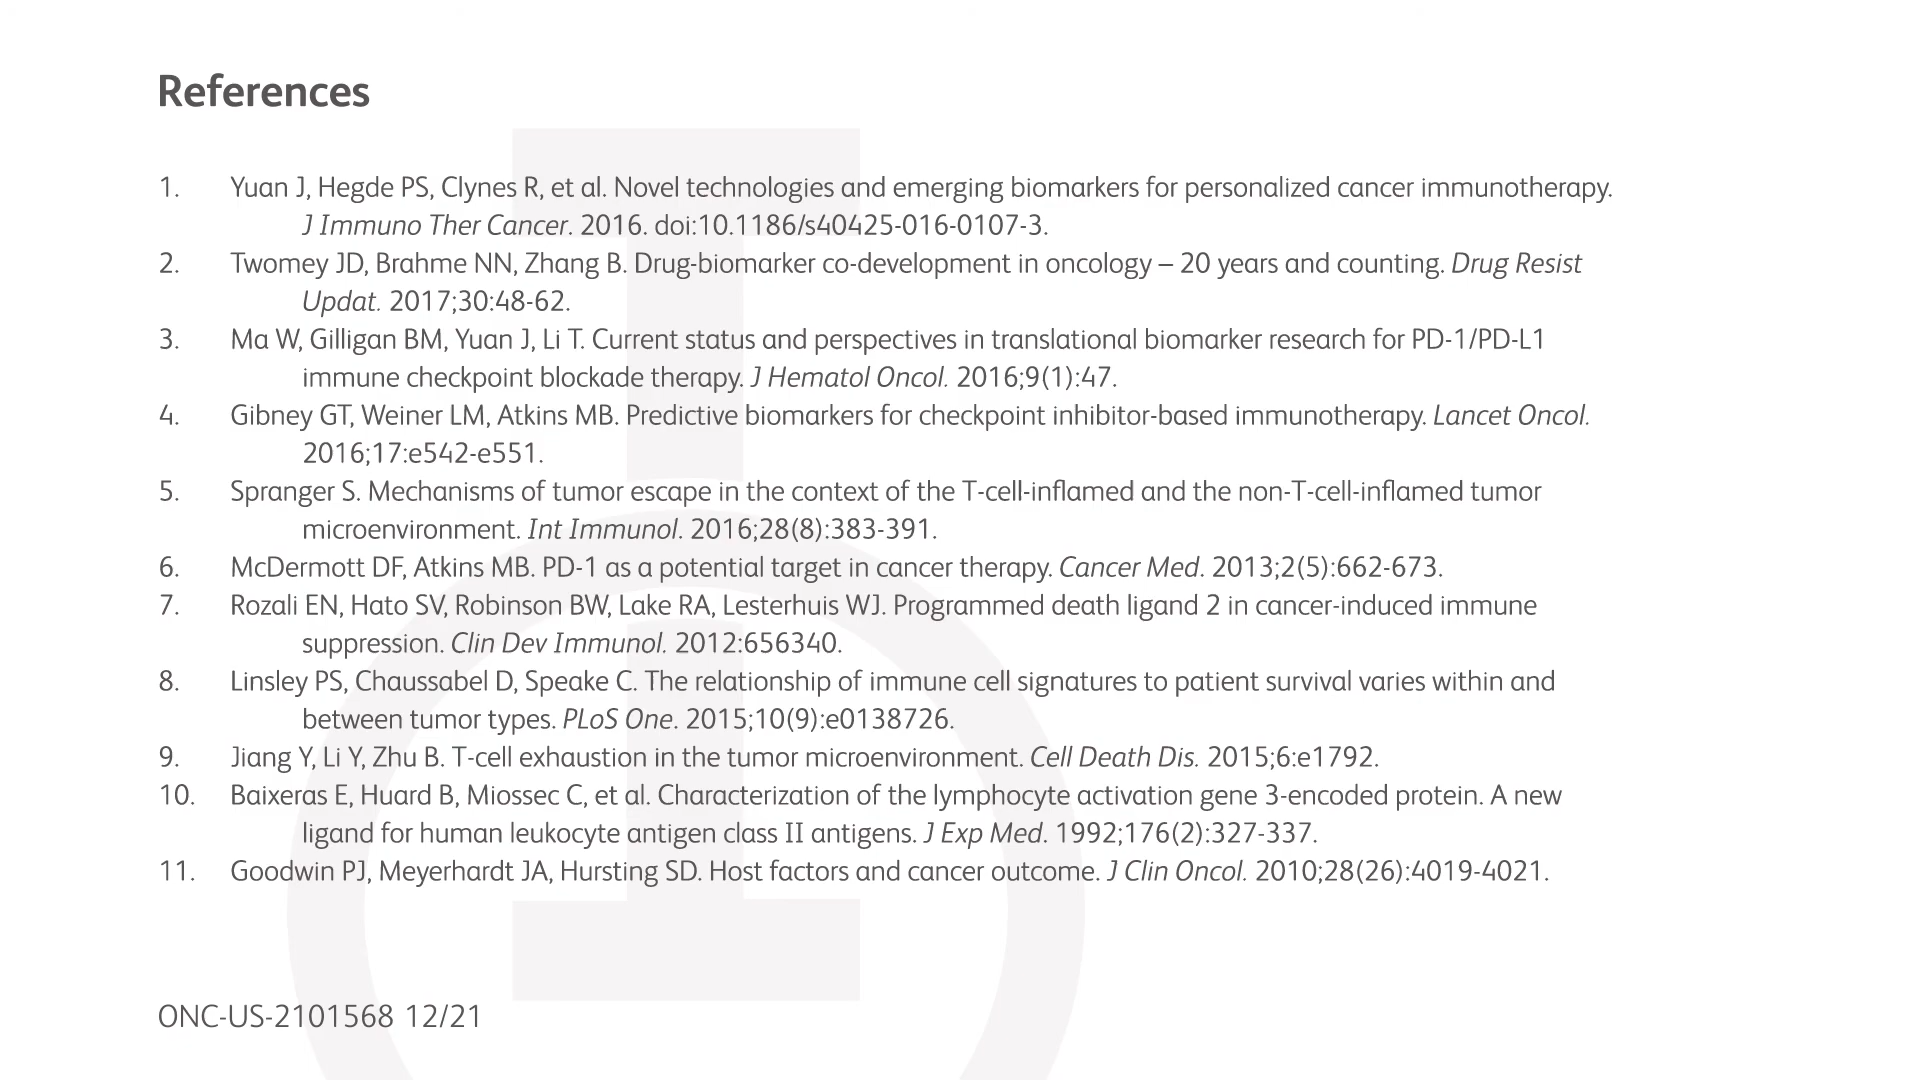 References
1. Yuan J, Hegde PS, Clynes R, et al. Novel technologies and emerging biomarkers for personalized cancer immunotherapy.
J Immuno Ther Cancer. 2016. doi:10.1186/s40425-016-0107-3.
2. Twomey JD, Brahme NN, Zhang B. Drug-biomarker co-development in oncology – 20 years and counting. Drug Resist
Updat. 2017;30:48-62.
3. Ma W, Gilligan BM, Yuan J, Li T. Current status and perspectives in translational biomarker research for PD-1/PD-L1
immune checkpoint blockade therapy. J Hematol Oncol. 2016;9(1):47.
4. Gibney GT, Weiner LM, Atkins MB. Predictive biomarkers for checkpoint inhibitor-based immunotherapy. Lancet Oncol.
2016;17:e542-e551.
5. Spranger S. Mechanisms of tumor escape in the context of the T-cell-inflamed and the non-T-cell-inflamed tumor
microenvironment. Int Immunol. 2016;28(8):383-391.
6. McDermott DF, Atkins MB. PD-1 as a potential target in cancer therapy. Cancer Med. 2013;2(5):662-673.
7. Rozali EN, Hato SV, Robinson BW, Lake RA, Lesterhuis WJ. Programmed death ligand 2 in cancer-induced immune
suppression. Clin Dev Immunol. 2012:656340.
8. Linsley PS, Chaussabel D, Speake C. The relationship of immune cell signatures to patient survival varies within and
between tumor types. PLoS One. 2015;10(9):e0138726.
9. Jiang Y, Li Y, Zhu B. T-cell exhaustion in the tumor microenvironment. Cell Death Dis. 2015;6:e1792.
10. Baixeras E, Huard B, Miossec C, et al. Characterization of the lymphocyte activation gene 3-encoded protein. A new
ligand for human leukocyte antigen class II antigens. J Exp Med. 1992;176(2):327-337.
11. Goodwin PJ, Meyerhardt JA, Hursting SD. Host factors and cancer outcome. J Clin Oncol. 2010;28(26):4019-4021.
ONC-US-2101568 12/21